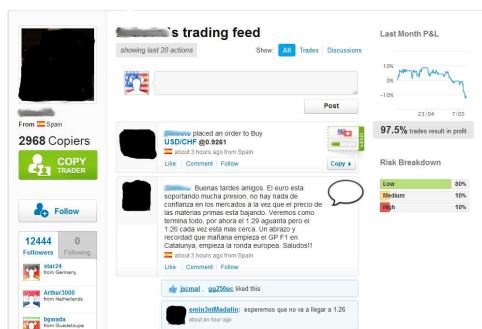 's trading feed
showing last 20 actions
Show: All Trades Discussions
Post
From Spain
2968 Copiers
COPY
TRADER
Follow
12444
Followers
0
Following
star24
from Germany
Arthur3000
from Netherlands
bgwada
from Guadeloupe
placed an order to Buy
USD/CHF @0.9261
about 3 hours ago from Spain
Like Comment Follow
Copy
Buenas tardes amigos. El euro esta
soportando mucha presion, no hay nada de
confianza en los mercados a la vez que el precio de
las materias primas esta bajando. Veremos como
termina todo, por ahora el 1.29 aguanta pero el
1.26 cada vez esta mas cerca. Un abrazo y
recordad que mañana empieza el GP F1 en
Catalunya, empieza la ronda europea. Saludos!!!
about 3 hours ago from Spain
Like Comment Follow
jscmal , gg250ec liked this
emin3ntMadalin: esperemos que no va a llegar a 1.26
about an hour ago
Last Month P&L
10%
0%
-10%
23/04 7/05
97.5% trades result in profit
Risk Breakdown
Low 80%
Medium 10%
High 10%